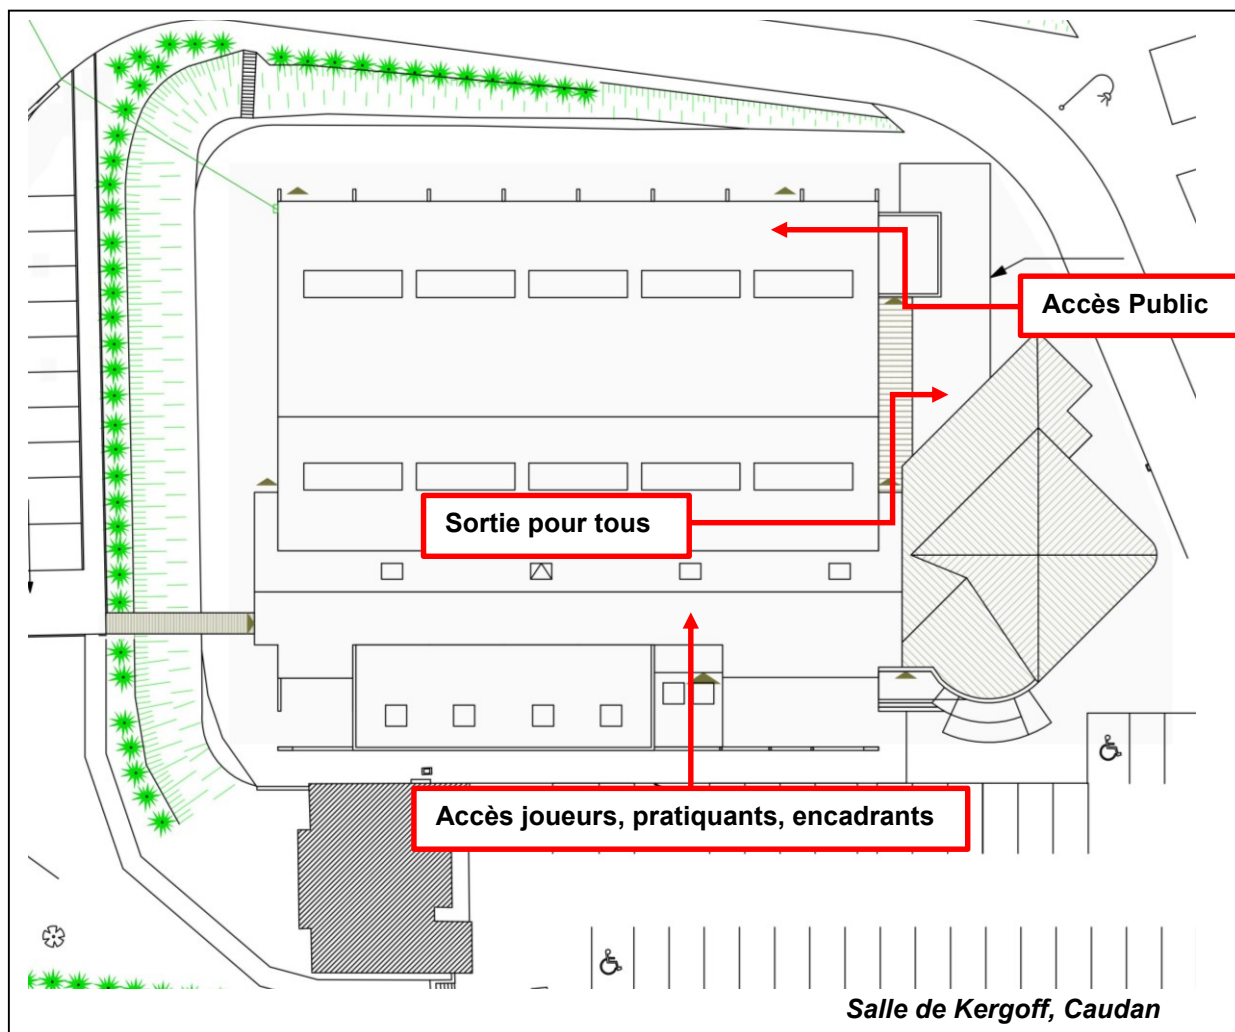 Accès Public
Sortie pour tous
Accès joueurs, pratiquants, encadrants
Salle de Kergoff, Caudan